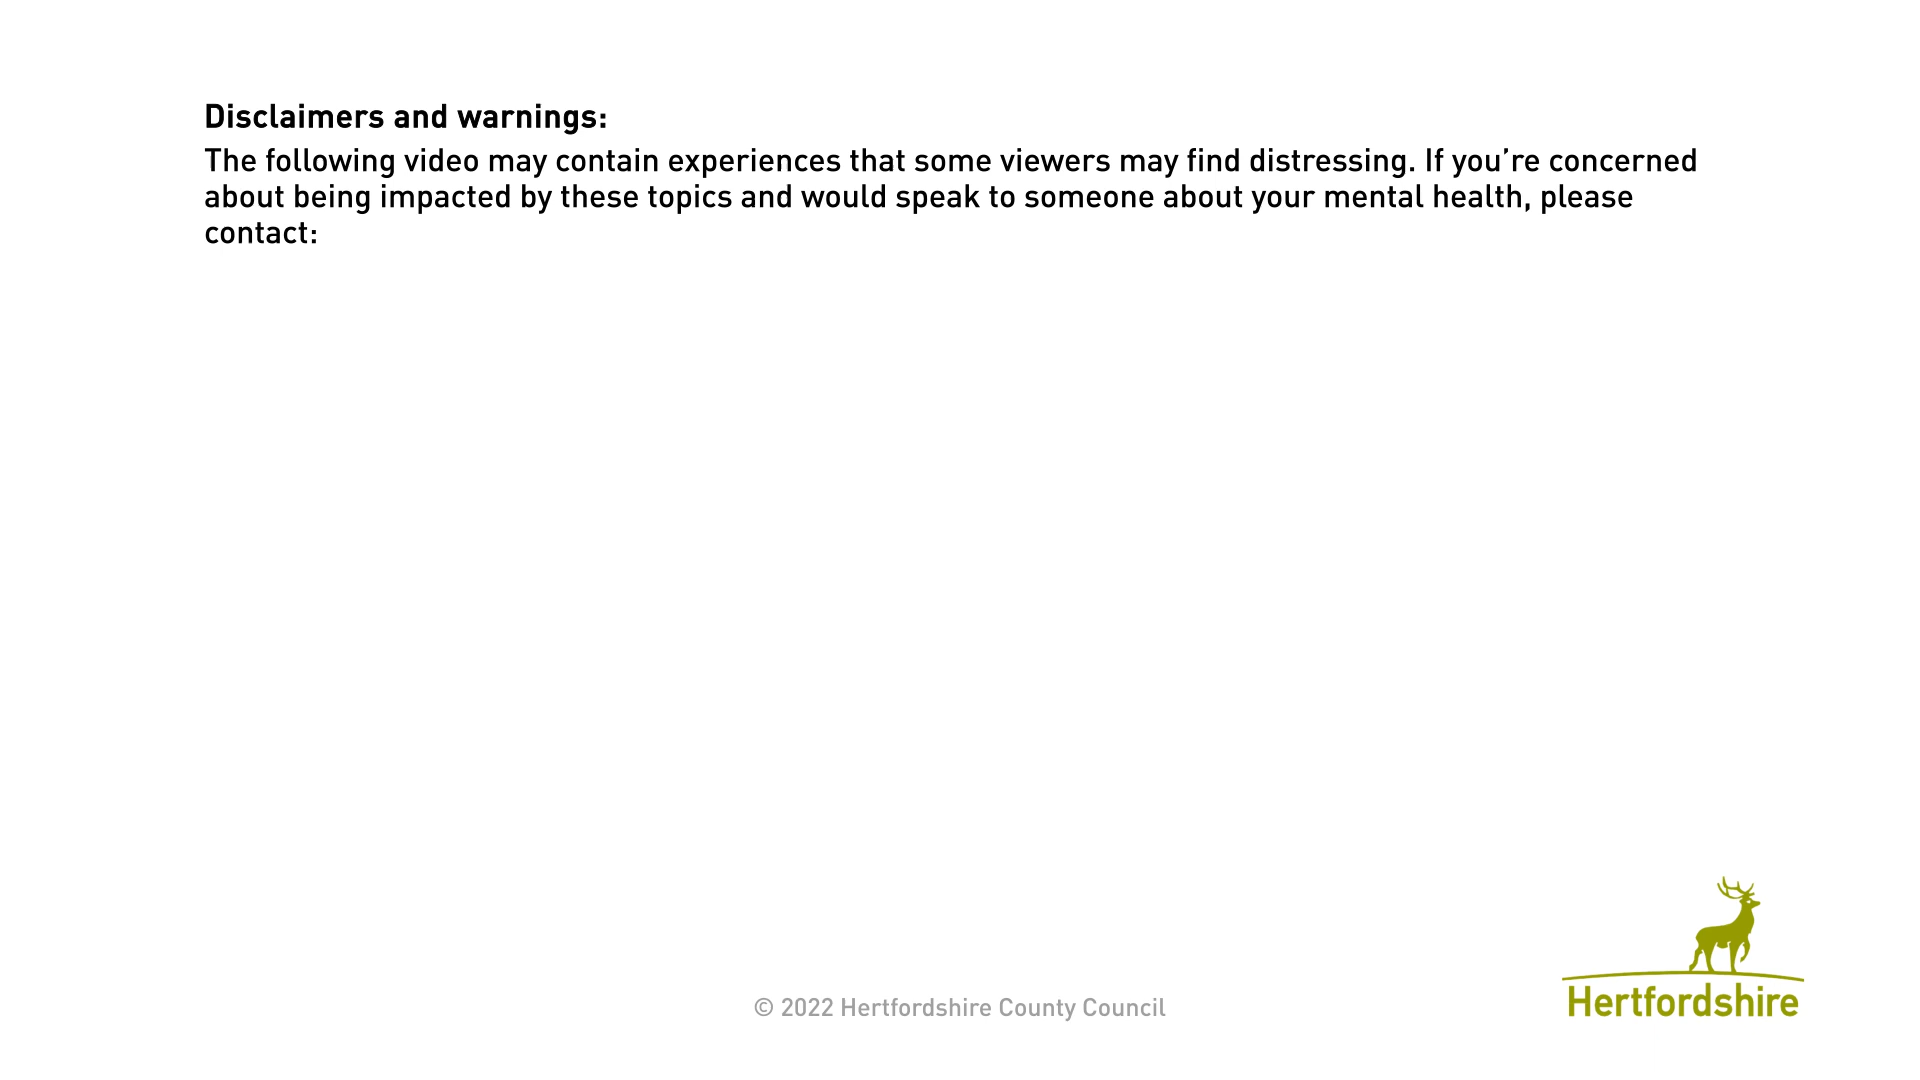 Disclaimers and warnings:
The following video may contain experiences that some viewers may find distressing. If you’re concerned
about being impacted by these topics and would speak to someone about your mental health, please
contact:
© 2022 Hertfordshire County Council
Hertfordshire